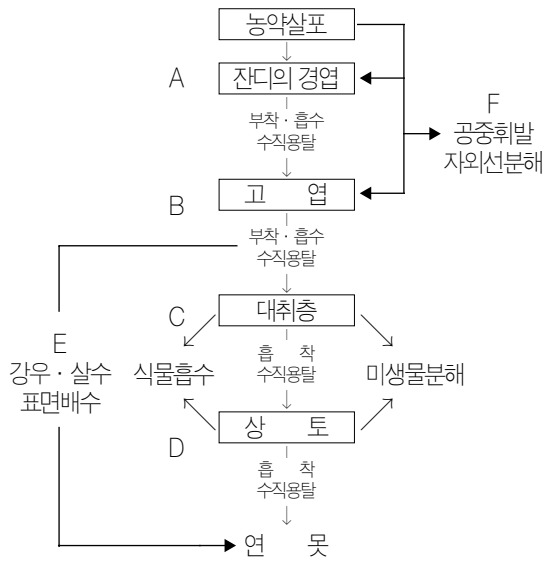 농약살포
A
잔디의 경엽
부착 · 흡수
수직용탈
F
공중휘발
자외선분해
B
고 엽
부착 · 흡수
수직용탈
C
대취층
E
강우 · 살수
표면배수
식물흡수
흡 착
수직용탈
미생물분해
D
상 토
흡 착
수직용탈
연 못